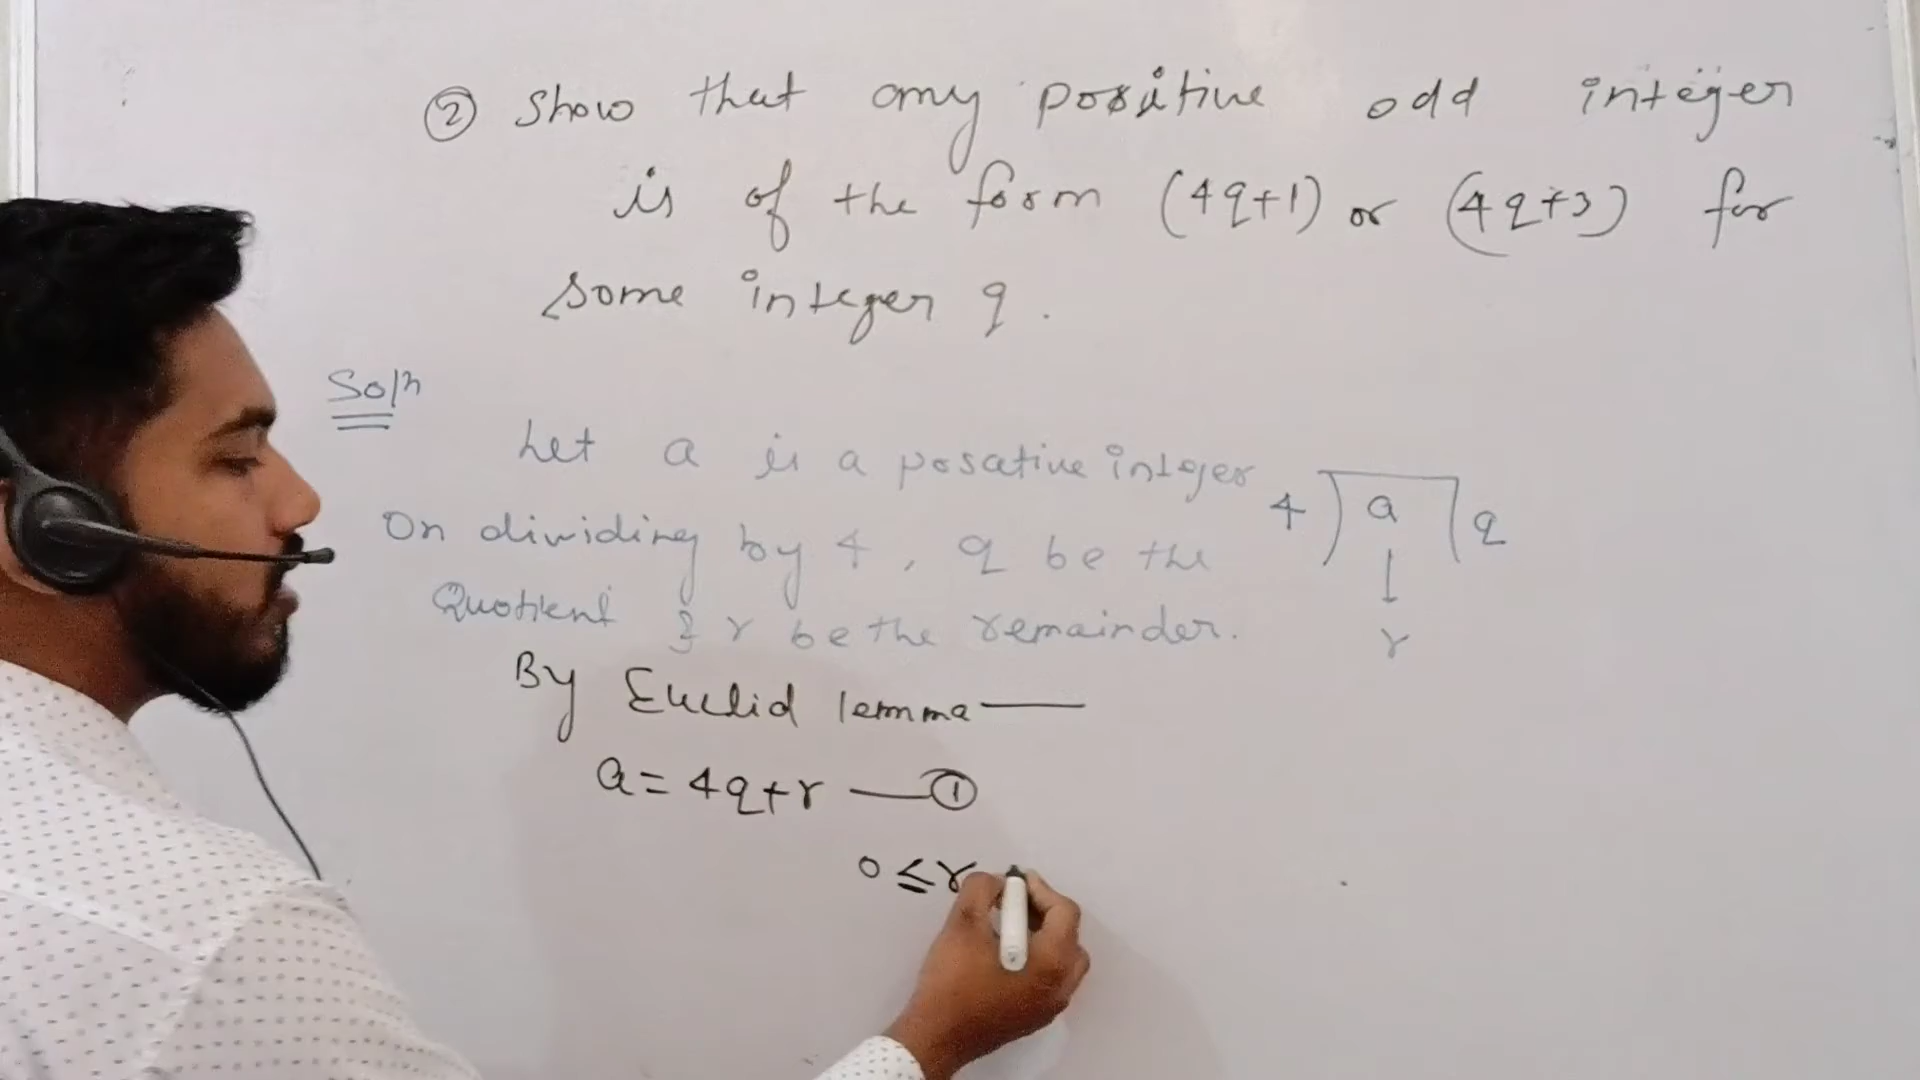 ② Show that any positive odd integer
is of the form (4q+1) or (4q+3) for
some integer q.
Soln
Let a is a posative integer
On dividing by 4, q be the
Quotient & r be the remainder.
4 a q
r
By Euclid lemma —
a = 4q+r — ①
0 ≤ r